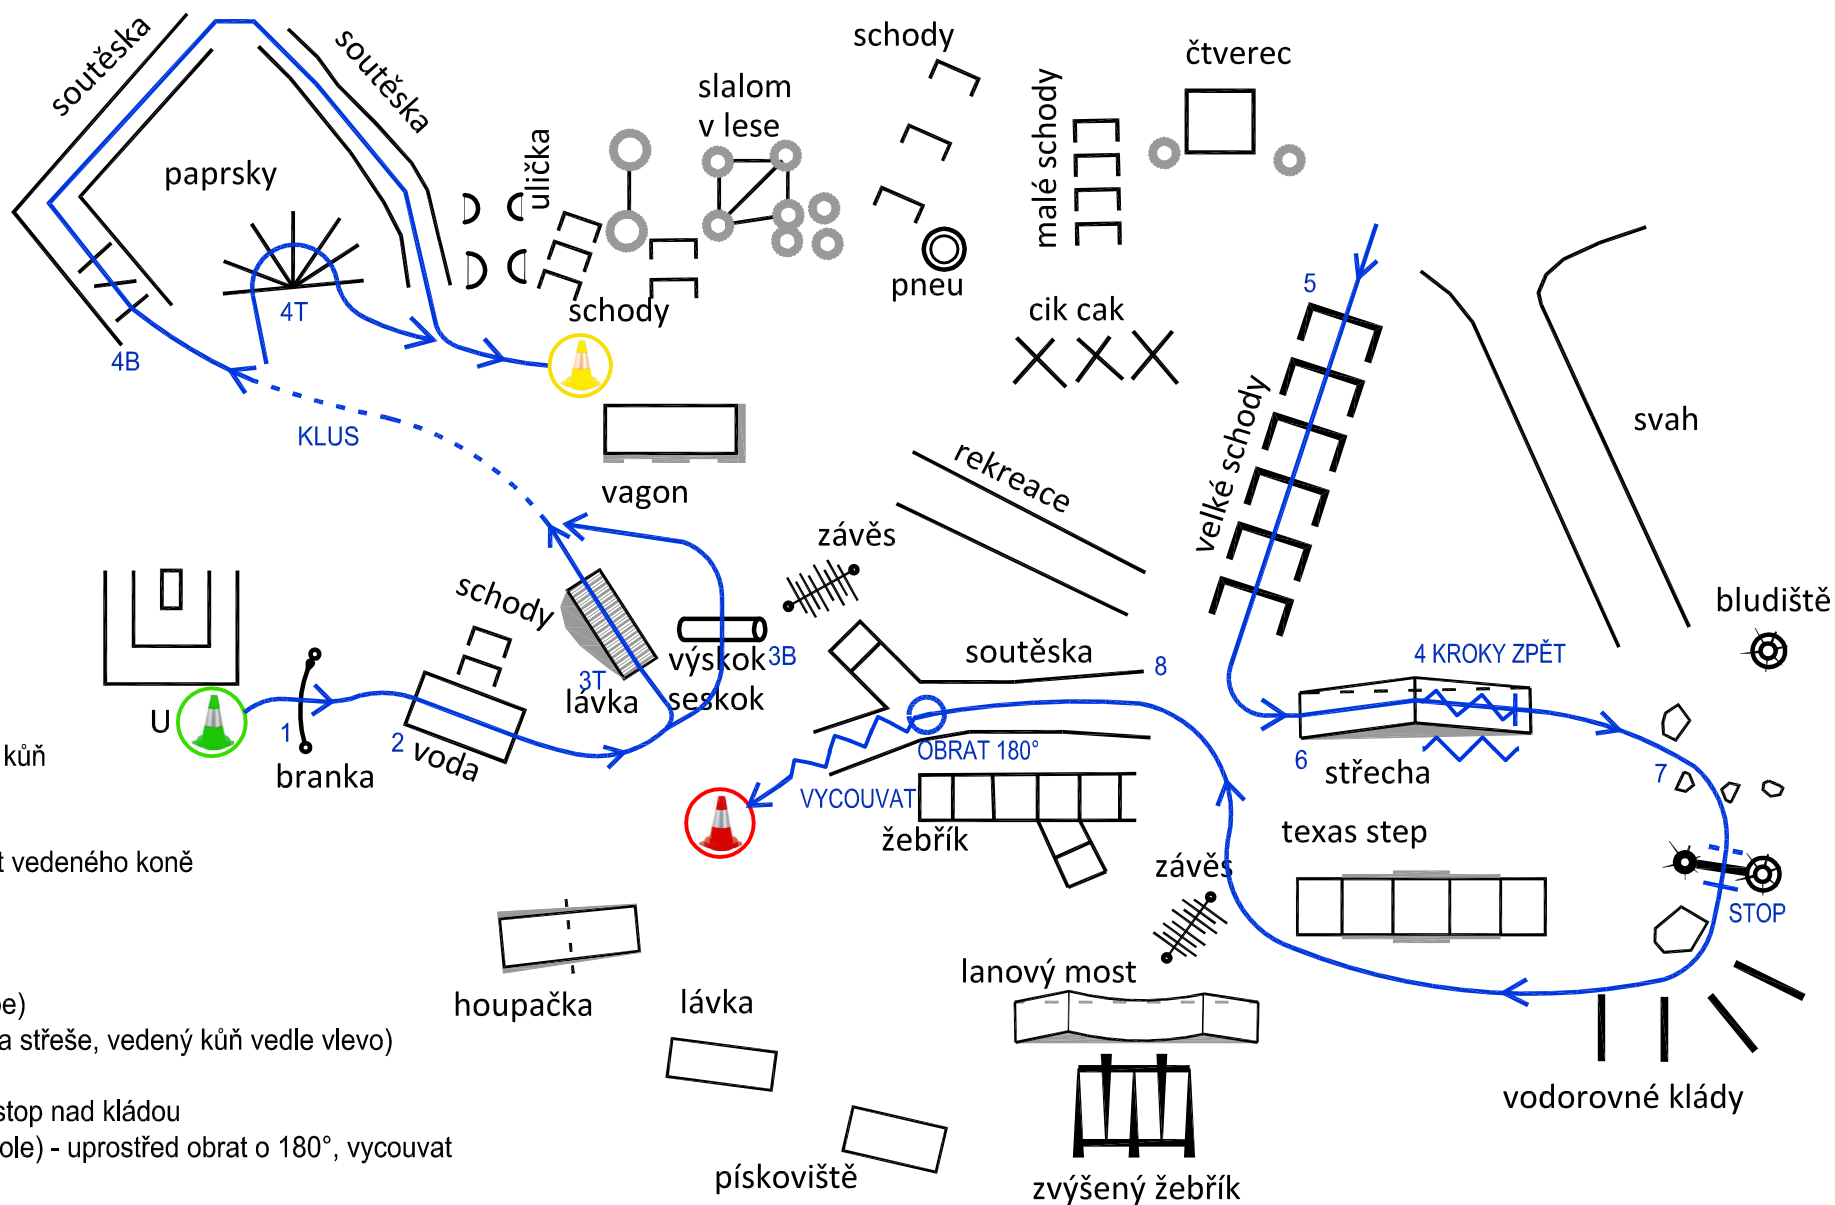 soutěska
soutěska
paprsky
ulička
slalom
v lese
schody
malé schody
čtverec
pneu
cik cak
schody
4T
4B
KLUS
vagon
5
velké schody
svah
rekreace
závěs
schody
výskok
seskok
3B
3T
lávka
soutěska
8
4 KROKY ZPĚT
bludiště
U
1
branka
2
voda
OBRAT 180°
VYCOUVAT
žebřík
6
střecha
7
texas step
závěs
STOP
kůň
t vedeného koně
houpačka
lávka
lanový most
vodorovné klády
pískoviště
zvýšený žebřík
be)
a střeše, vedený kůň vedle vlevo)
stop nad kládou
ole) - uprostřed obrat o 180°, vycouvat